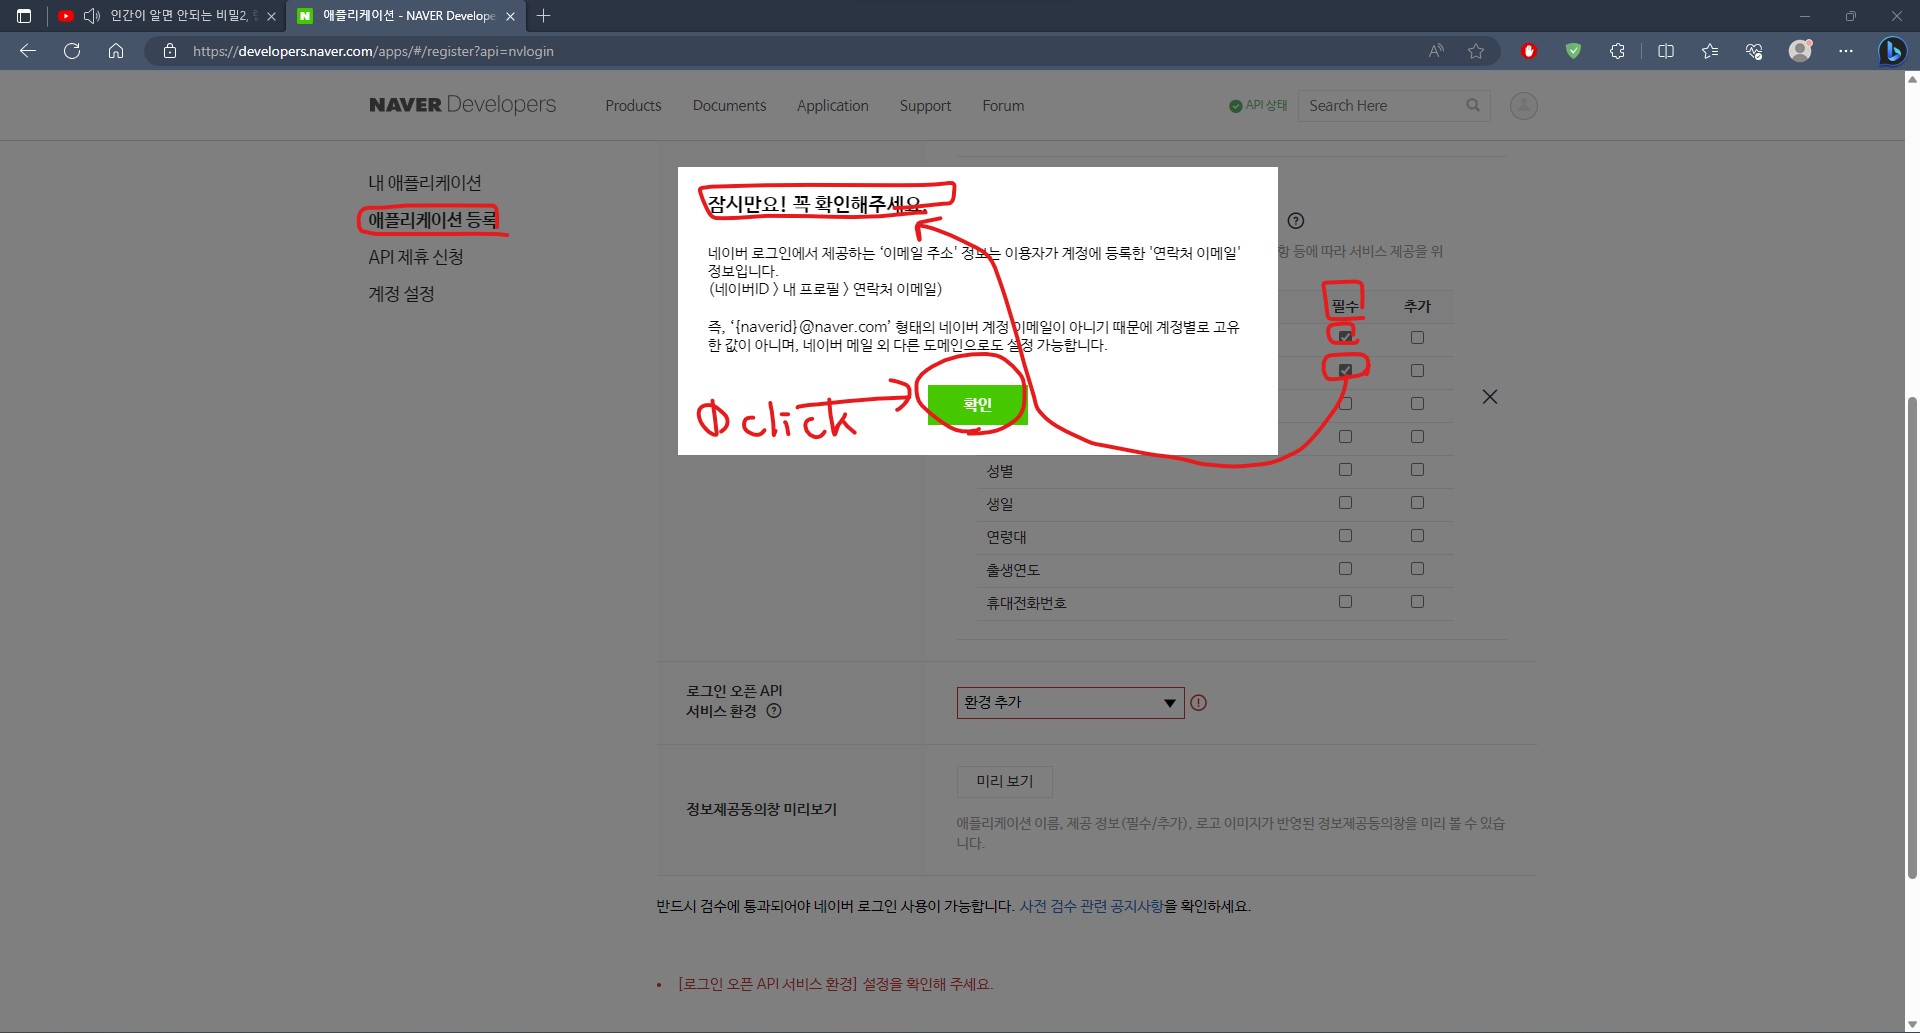 인간이 알면 안되는 비밀2,
애플리케이션 - NAVER Develope
https://developers.naver.com/apps/#/register?api=nvlogin
NAVER Developers
Products
Documents
Application
Support
Forum
API 상태
Search Here
내 애플리케이션
애플리케이션 등록
API 제휴 신청
계정 설정
잠시만요! 꼭 확인해주세요.
네이버 로그인에서 제공하는 ‘이메일 주소' 정보는 이용자가 계정에 등록한 '연락처 이메일'
정보입니다.
(네이버ID > 내 프로필 > 연락처 이메일)
즉, ‘{naverid}@naver.com’ 형태의 네이버 계정 이메일이 아니기 때문에 계정별로 고유
한 값이 아니며, 네이버 메일 외 다른 도메인으로도 설정 가능합니다.
click
확인
항 등에 따라 서비스 제공을 위
필수
추가
성별
생일
연령대
출생연도
휴대전화번호
로그인 오픈 API
서비스 환경
환경 추가
정보제공동의창 미리보기
미리 보기
애플리케이션 이름, 제공 정보(필수/추가), 로고 이미지가 반영된 정보제공동의창을 미리 볼 수 있습
니다.
반드시 검수에 통과되어야 네이버 로그인 사용이 가능합니다. 사전 검수 관련 공지사항을 확인하세요.
• [로그인 오픈 API 서비스 환경] 설정을 확인해 주세요.